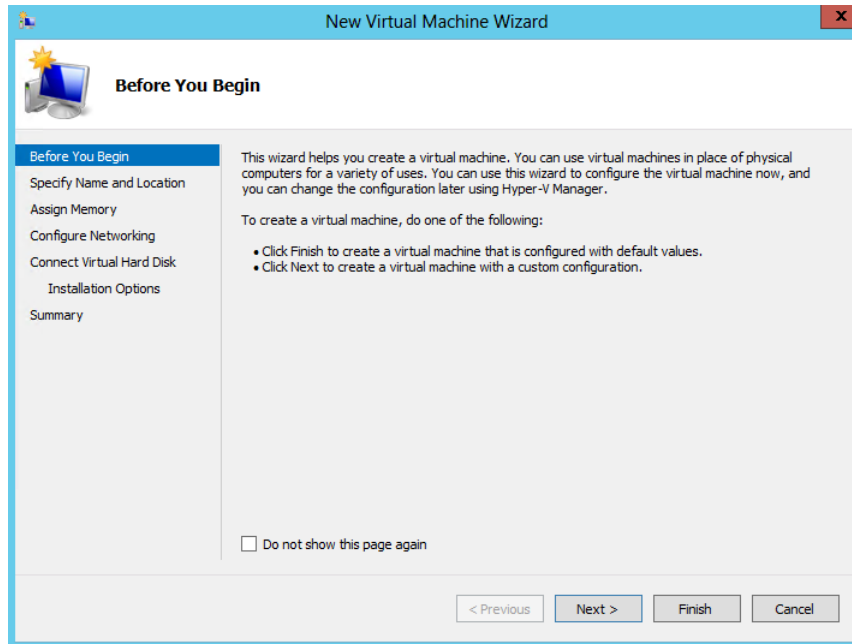 New Virtual Machine Wizard
x
Before You Begin
Before You Begin
Specify Name and Location
Assign Memory
Configure Networking
Connect Virtual Hard Disk
Installation Options
Summary
This wizard helps you create a virtual machine. You can use virtual machines in place of physical
computers for a variety of uses. You can use this wizard to configure the virtual machine now, and
you can change the configuration later using Hyper-V Manager.
To create a virtual machine, do one of the following:
• Click Finish to create a virtual machine that is configured with default values.
• Click Next to create a virtual machine with a custom configuration.
Do not show this page again
< Previous
Next >
Finish
Cancel